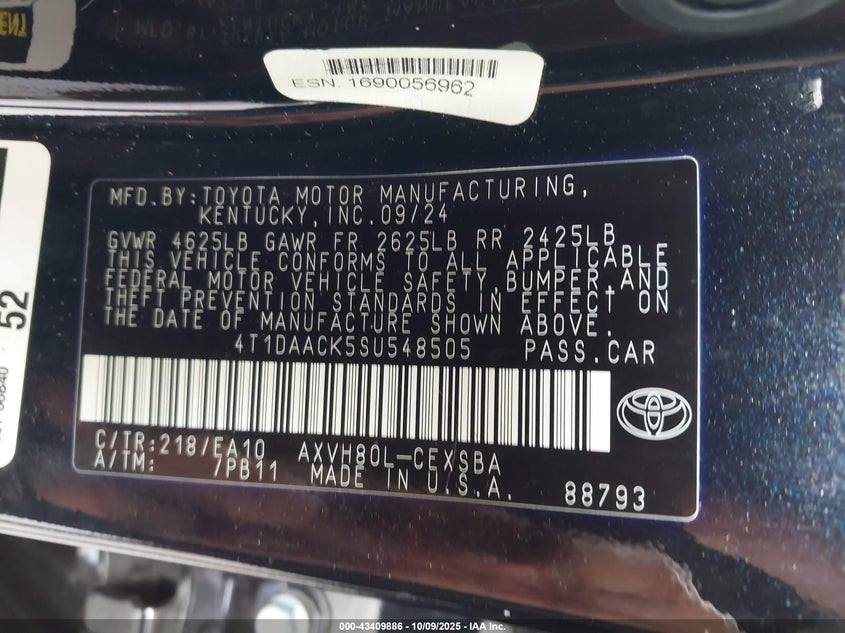 ESN. 1690056962
52
MFD.BY:TOYOTA MOTOR MANUFACTURING,
KENTUCKY,INC.09/24
GVWR 4625LB GAWR FR 2625LB RR 2425LB
THIS VEHICLE CONFORMS TO ALL APPLICABLE
FEDERAL MOTOR VEHICLE SAFETY,BUMPER,AND
THEFT PREVENTION STANDARDS IN EFFECT ON
THE DATE OF MANUFACTURE SHOWN ABOVE.
4T1DAACK5SU548505 PASS.CAR
C/TR:218/EA10 AXVH80L-CEXSBA
A/TM: /PB11 MADE IN U.S.A. 88793
000-43409886 - 10/09/2025 - IAA Inc.